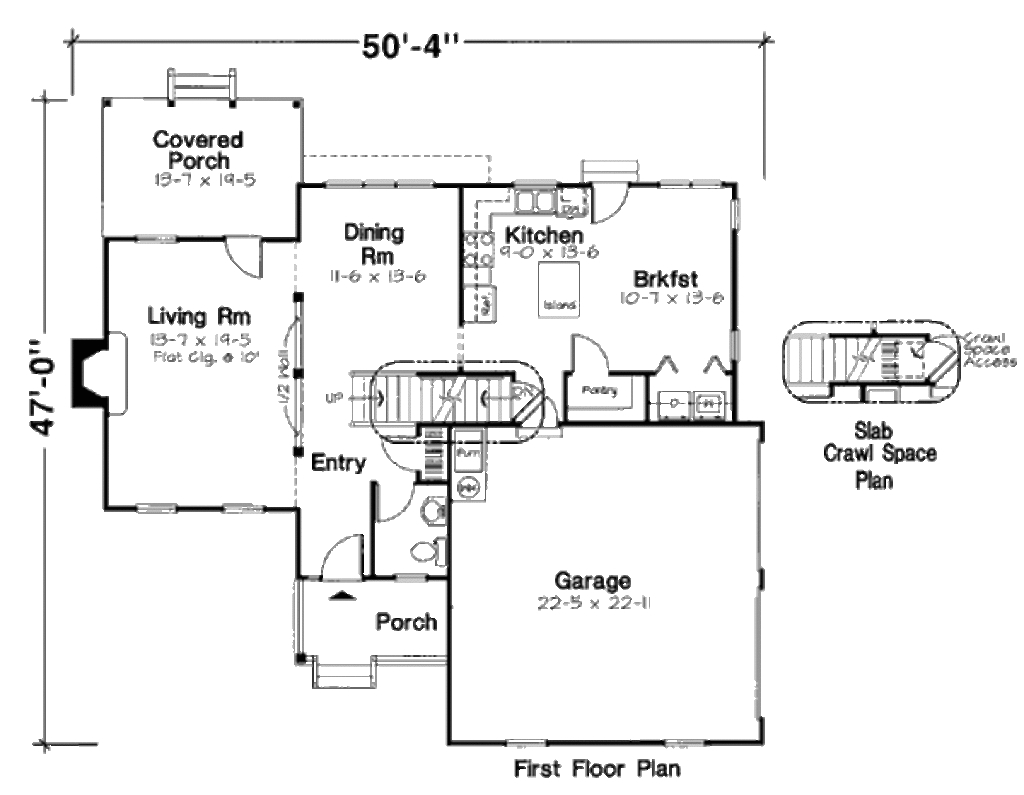 50'-4"
47'-0"
Covered
Porch
13-7 x 19-5
Dining
Rm
11-6 x 13-6
Kitchen
9-0 x 13-6
D.W.
Ref.
Island
Brkfst
10-7 x 13-6
Living Rm
13-7 x 19-5
Flat Clg. @ 10'
1/2 Wall
UP
Pantry
D
W
Crawl
Space
Access
Slab
Crawl Space
Plan
Entry
Furn
WH
Garage
22-5 x 22-11
Porch
First Floor Plan